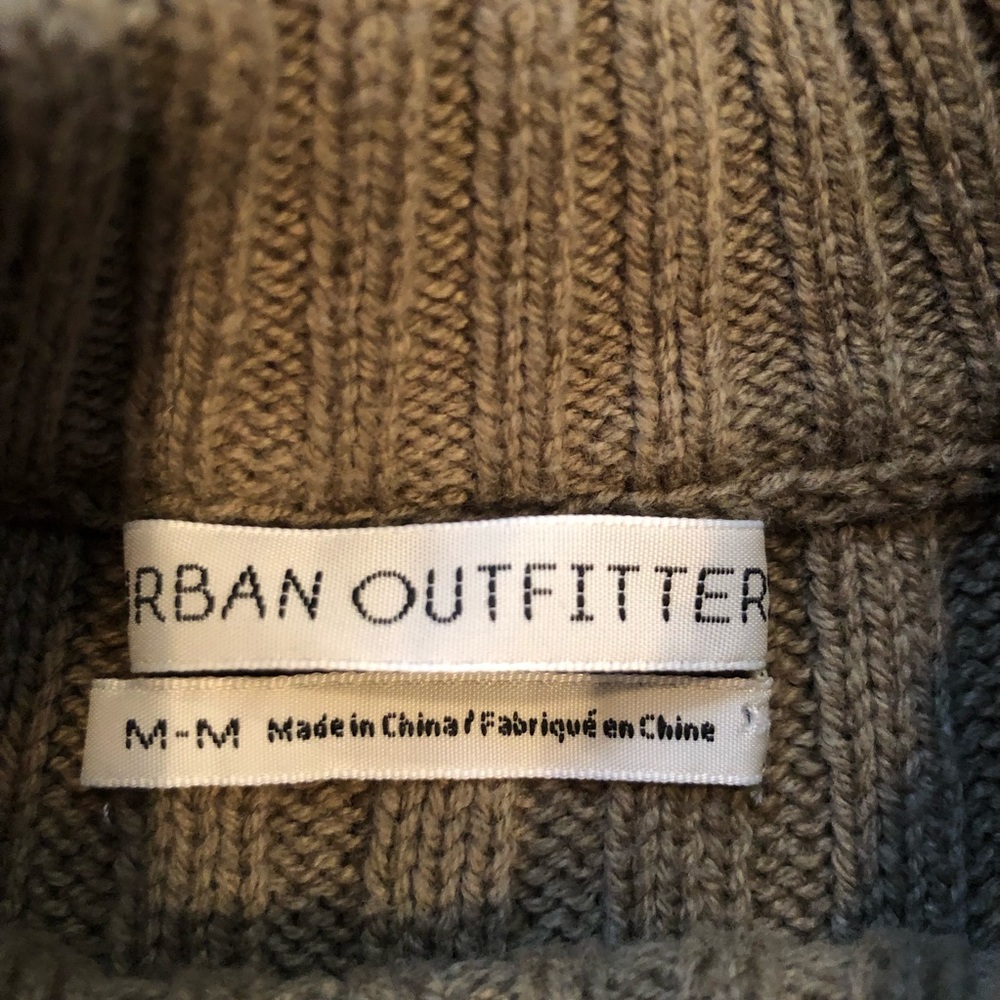 RBAN OUTFITTER
M-M Made in China / Fabriqué en Chine